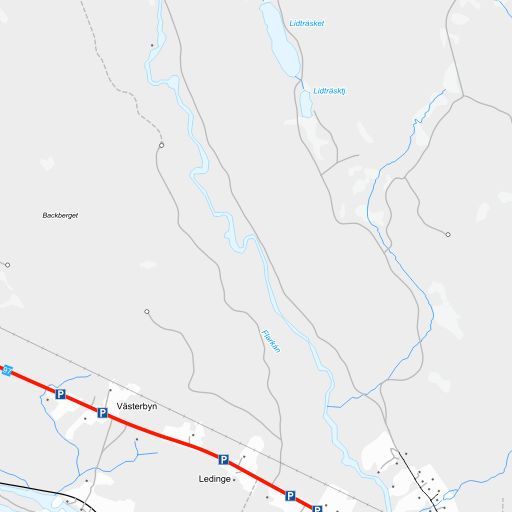 Lidträsket
Lidträsktj.
Backberget
Flarkån
Västerbyn
P
P
P
Ledinge
P
P